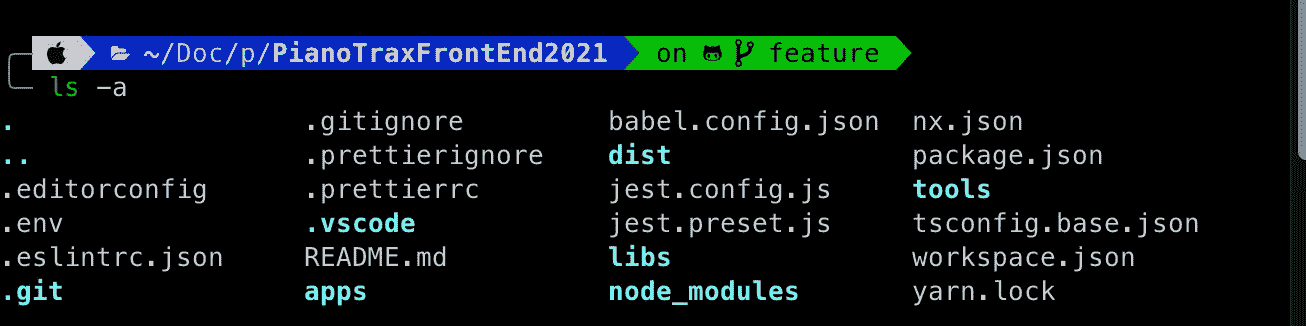 ~/Doc/p/PianoTraxFrontEnd2021 on feature
ls -a
. .gitignore babel.config.json nx.json
.. .prettierignore dist package.json
.editorconfig .prettierrc jest.config.js tools
.env .vscode jest.preset.js tsconfig.base.json
.eslintrc.json README.md libs workspace.json
.git apps node_modules yarn.lock